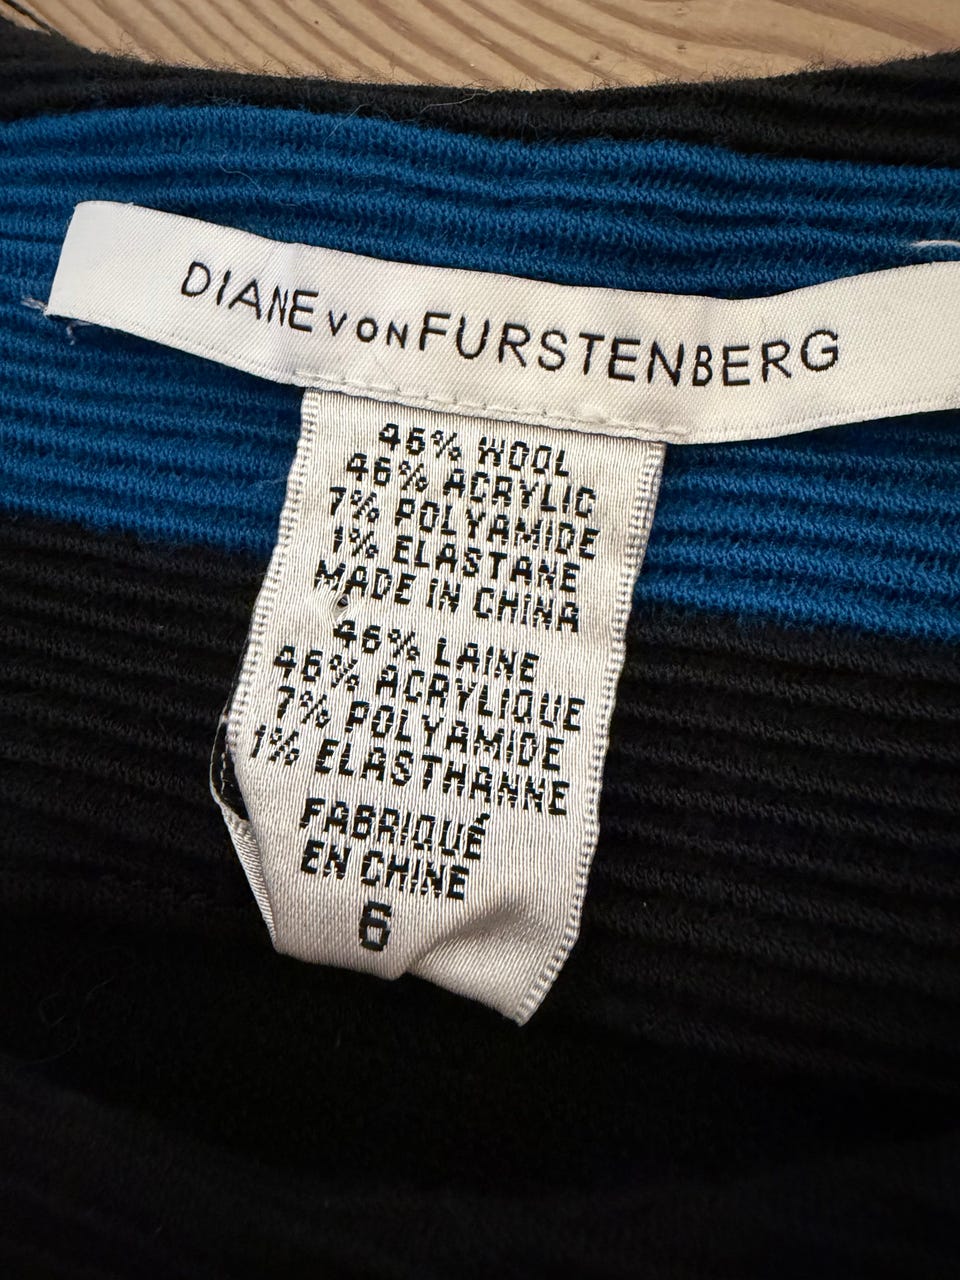 DIANE VON FURSTENBERG
46% WOOL
46% ACRYLIC
7% POLYAMIDE
1% ELASTANE
MADE IN CHINA
46% LAINE
46% ACRYLIQUE
7% POLYAMIDE
1% ELASTHANNE
FABRIQUÉ
EN CHINE
6